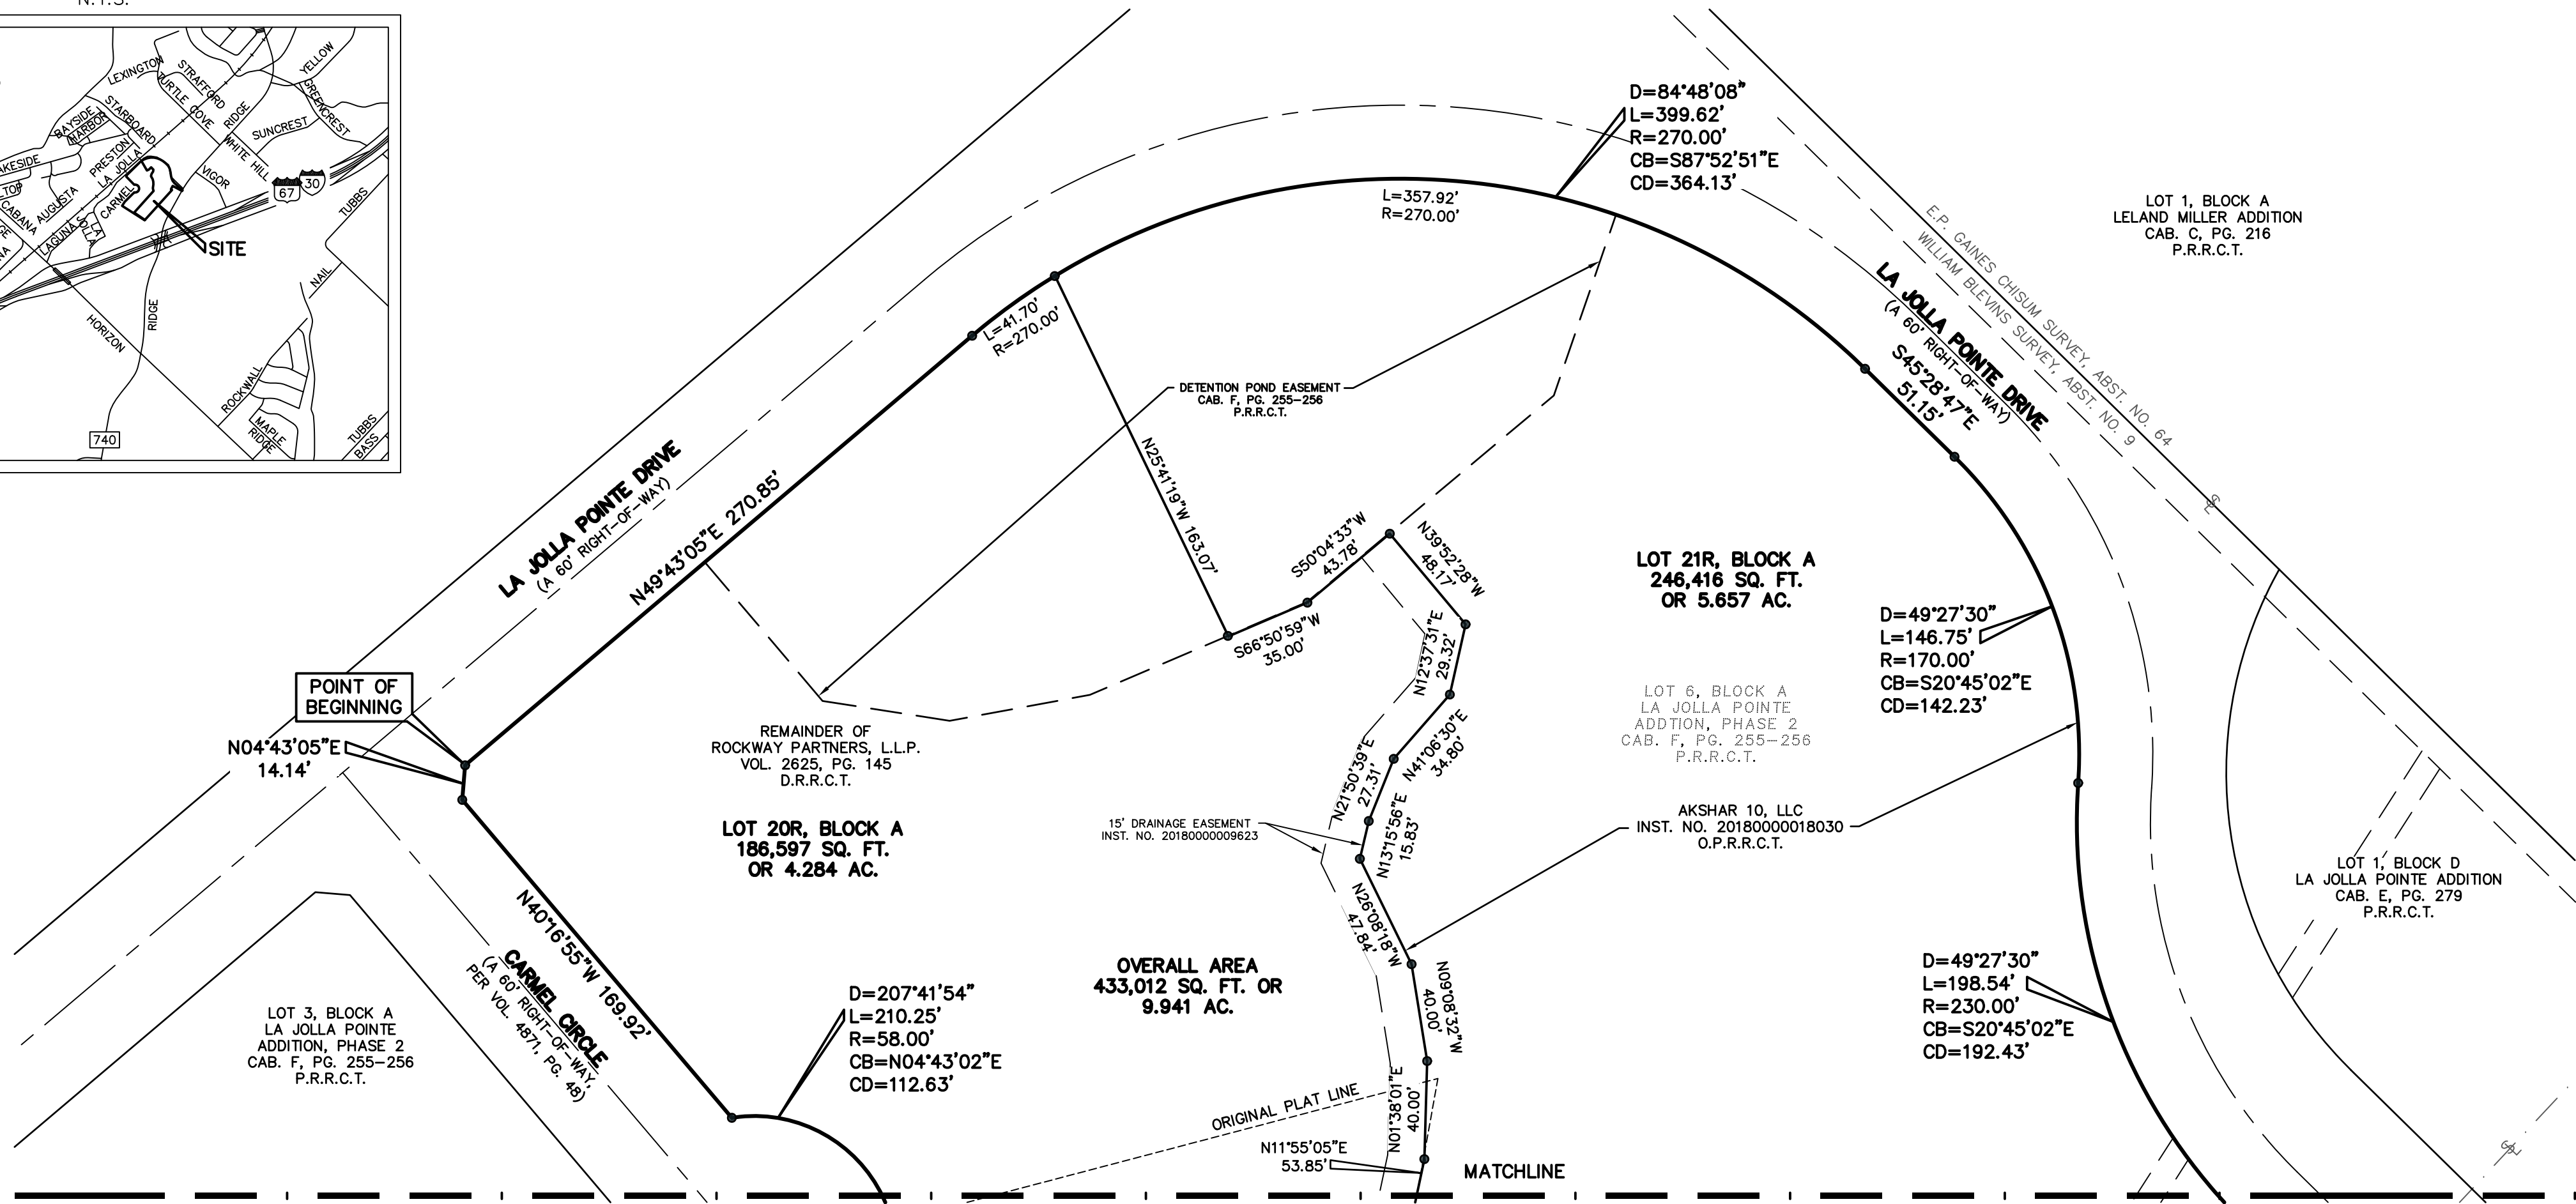 N.T.S.
LEXINGTON
STRAFFORD
TURTLE COVE
YELLOW
GREENCREST
BAYSIDE
HARBOR
STARBOARD
RIDGE
SUNCREST
WHITE HILL
PRESTON
LA JOLLA
VIGOR
67
30
TUBBS
CABANA
AUGUSTA
CARMEL
LAGUNA
LA
JOLLA
SITE
NAIL
HORIZON
RIDGE
ROCKWALL
MAPLE
RIDGE
TUBBS
BASS
740
D=84°48'08"
L=399.62'
R=270.00'
CB=S87°52'51"E
CD=364.13'
L=357.92'
R=270.00'
LOT 1, BLOCK A
LELAND MILLER ADDITION
CAB. C, PG. 216
P.R.R.C.T.
E.P. GAINES CHISUM SURVEY, ABST. NO. 64
WILLIAM BLEVINS SURVEY, ABST. NO. 9
LA JOLLA POINTE DRIVE
(A 60' RIGHT-OF-WAY)
S45°28'47"E
51.15'
L=41.70'
R=270.00'
DETENTION POND EASEMENT
CAB. F, PG. 255-256
P.R.R.C.T.
N25°41'19"W 163.07'
LA JOLLA POINTE DRIVE
(A 60' RIGHT-OF-WAY)
N49°43'05"E 270.85'
S50°04'33"W
43.78'
N39°52'28"W
48.17'
S66°50'59"W
35.00'
N12°37'31"E
29.32'
LOT 21R, BLOCK A
246,416 SQ. FT.
OR 5.657 AC.
D=49°27'30"
L=146.75'
R=170.00'
CB=S20°45'02"E
CD=142.23'
POINT OF
BEGINNING
N04°43'05"E
14.14'
REMAINDER OF
ROCKWAY PARTNERS, L.L.P.
VOL. 2625, PG. 145
D.R.R.C.T.
LOT 6, BLOCK A
LA JOLLA POINTE
ADDTION, PHASE 2
CAB. F, PG. 255-256
P.R.R.C.T.
N41°06'30"E
34.80'
N21°50'39"E
27.31'
N13°15'56"E
15.83'
LOT 20R, BLOCK A
186,597 SQ. FT.
OR 4.284 AC.
15' DRAINAGE EASEMENT
INST. NO. 20180000009623
AKSHAR 10, LLC
INST. NO. 20180000018030
O.P.R.R.C.T.
LOT 1, BLOCK D
LA JOLLA POINTE ADDITION
CAB. E, PG. 279
P.R.R.C.T.
N26°08'18"W
47.84'
N40°16'55"W 169.92'
CARMEL CIRCLE
(A 60' RIGHT-OF-WAY,
PER VOL. 4871, PG. 48)
OVERALL AREA
433,012 SQ. FT. OR
9.941 AC.
N09°08'32"W
40.00'
D=49°27'30"
L=198.54'
R=230.00'
CB=S20°45'02"E
CD=192.43'
D=207°41'54"
L=210.25'
R=58.00'
CB=N04°43'02"E
CD=112.63'
LOT 3, BLOCK A
LA JOLLA POINTE
ADDITION, PHASE 2
CAB. F, PG. 255-256
P.R.R.C.T.
ORIGINAL PLAT LINE
N01°38'01"E
40.00'
N11°55'05"E
53.85'
MATCHLINE